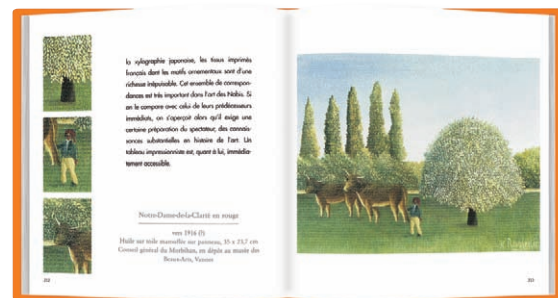 la xylographie japonaise, les tissus imprimés
français dont les motifs ornementaux sont d'une
richesse inépuisable. Cet ensemble de correspon-
dances est très important dans l'art des Nabis. Si
on le compare avec celui de leurs prédécesseurs
immédiats, on s'aperçoit alors qu'il exige une
certaine préparation du spectateur, des connais-
sances substantielles en histoire de l'art. Un
tableau impressionniste est, quant à lui, immédia-
tement accessible.
Notre-Dame-de-la-Clarté en rouge
vers 1916 (?)
Huile sur toile marouflée sur panneau, 35 x 23,7 cm
Conseil général du Morbihan, en dépôt au musée des
Beaux-Arts, Vannes